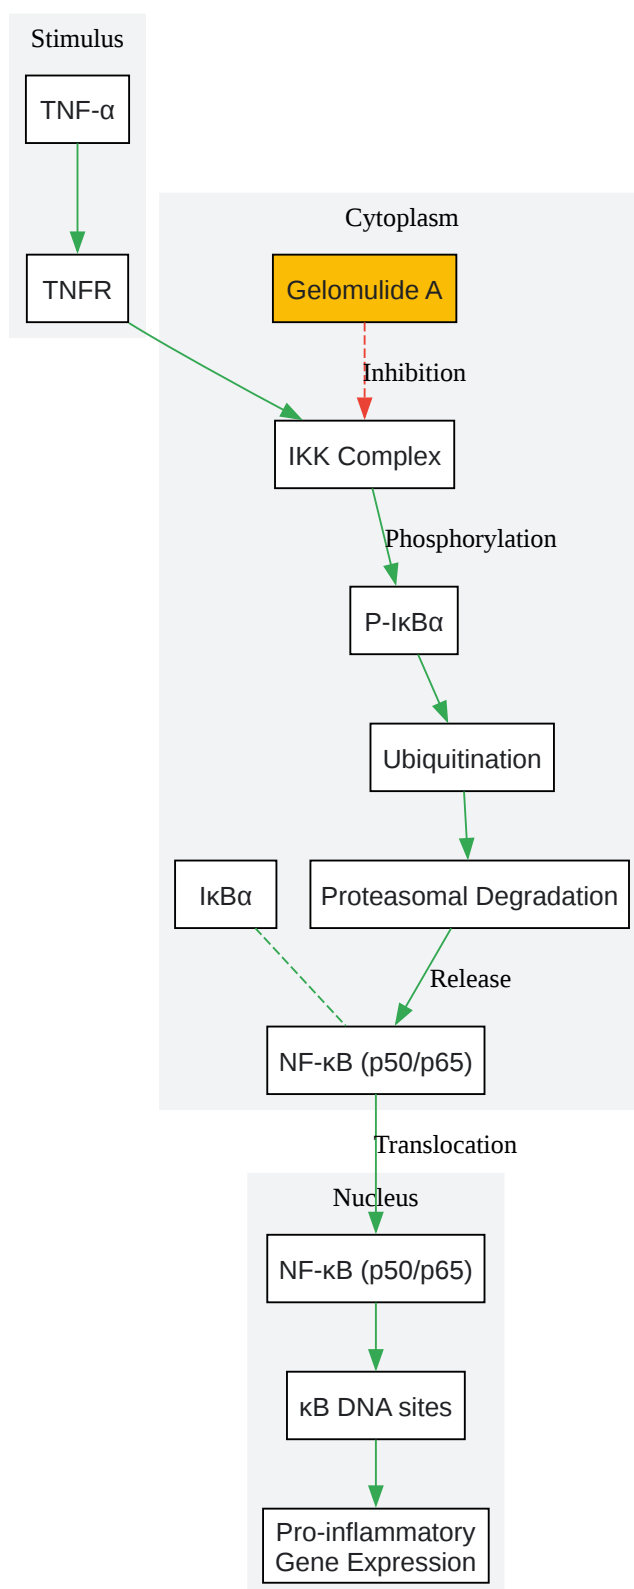 Stimulus
TNF-α
TNFR
Cytoplasm
Gelomulide A
Inhibition
IKK Complex
Phosphorylation
P-IκBα
Ubiquitination
IκBα
Proteasomal Degradation
Release
NF-κB (p50/p65)
Translocation
Nucleus
NF-κB (p50/p65)
κB DNA sites
Pro-inflammatory
Gene Expression